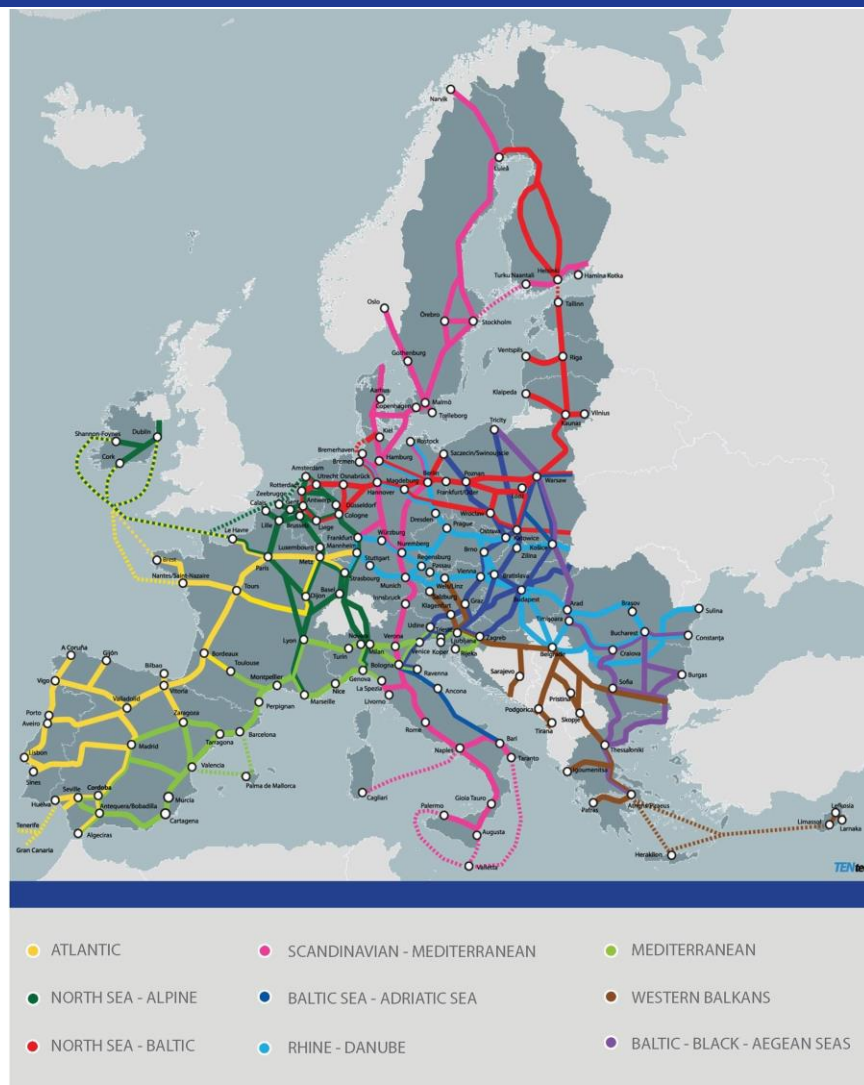 Narvik
Luleå
Turku Naantali
Helsinki
Hamina Kotka
Oslo
Örebro
Stockholm
Tallinn
Gothenburg
Ventspils
Riga
Aarhus
Copenhagen
Malmö
Trelleborg
Klaipeda
Kaunas
Vilnius
Shannon-Foynes
Dublin
Cork
Kiel
Rostock
Tricity
Bremerhaven
Bremen
Hamburg
Szczecin/Swinoujscie
Amsterdam
Rotterdam
Utrecht
Osnabrück
Hannover
Magdeburg
Berlin
Frankfurt/Oder
Poznan
Warsaw
Zeebrugge
Calais
Antwerp
Düsseldorf
Cologne
Lille
Brussels
Liege
Wrocław
Dresden
Prague
Ostrava
Katowice
Le Havre
Luxembourg
Frankfurt
Mannheim
Würzburg
Nuremberg
Regensburg
Brno
Zilina
Brest
Paris
Metz
Strasbourg
Stuttgart
Passau
Vienna
Bratislava
Nantes/Saint-Nazaire
Tours
Dijon
Basel
Munich
Wels/Linz
Salzburg
Innsbruck
Klagenfurt
Graz
Budapest
Arad
Timișoara
Brașov
Sulina
Bucharest
Constanța
Craiova
Lyon
Novara
Milan
Turin
Verona
Udine
Venice
Koper
Ljubljana
Zagreb
Rijeka
Belgrade
Bordeaux
Toulouse
Genova
Bologna
Ravenna
La Spezia
Livorno
Ancona
Sarajevo
Sofia
Burgas
A Coruña
Gijón
Bilbao
Vigo
Vitoria
Montpellier
Nice
Marseille
Perpignan
Porto
Aveiro
Valladolid
Zaragoza
Barcelona
Tarragona
Pristina
Podgorica
Skopje
Tirana
Rome
Naples
Bari
Taranto
Thessaloniki
Igoumenitsa
Lisbon
Sines
Madrid
Valencia
Palma de Mallorca
Cagliari
Seville
Cordoba
Huelva
Antequera/Bobadilla
Murcia
Cartagena
Algeciras
Tenerife
Gran Canaria
Palermo
Gioia Tauro
Augusta
Valletta
Patras
Heraklion
Lefkosia
Limassol
Larnaka
ATLANTIC
SCANDINAVIAN - MEDITERRANEAN
MEDITERRANEAN
NORTH SEA - ALPINE
BALTIC SEA - ADRIATIC SEA
WESTERN BALKANS
NORTH SEA - BALTIC
RHINE - DANUBE
BALTIC - BLACK - AEGEAN SEAS